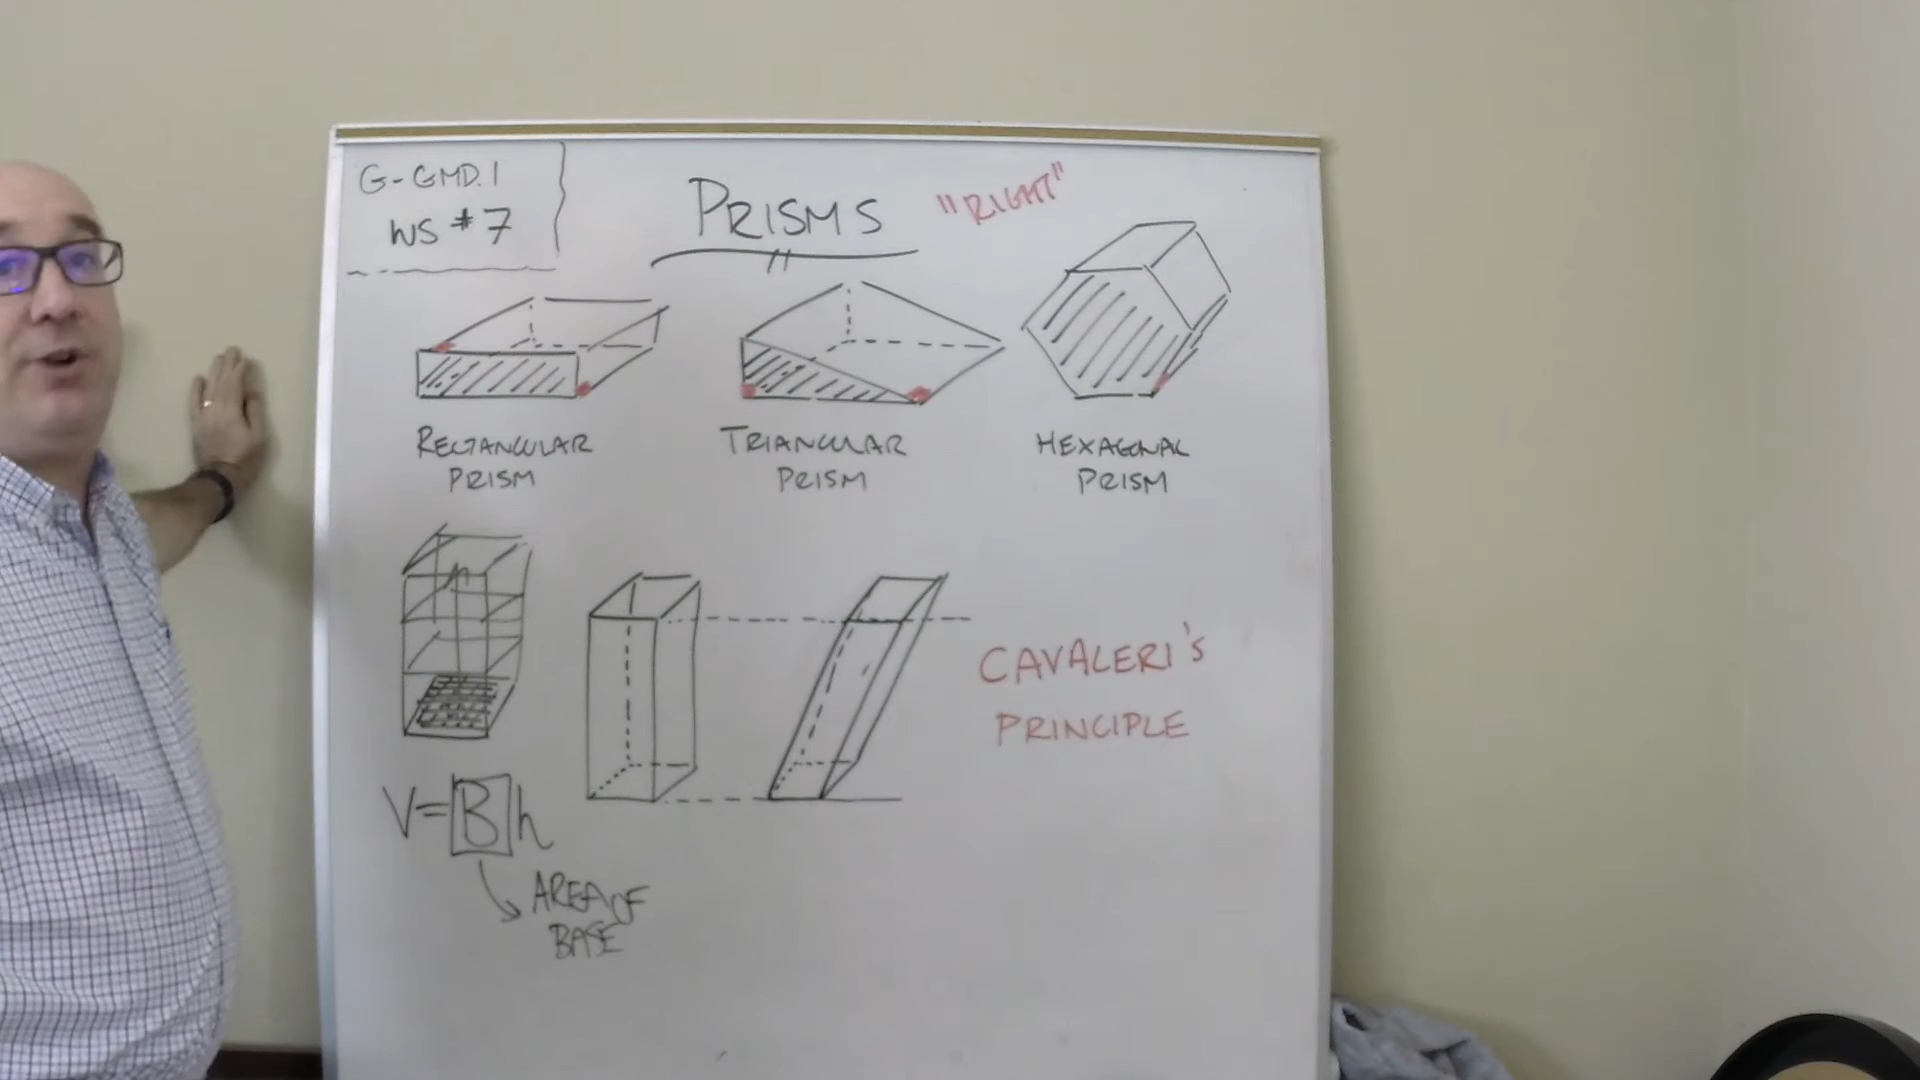 G-GMD.1
WS #7
PRISMS
"RIGHT"
RECTANGULAR
PRISM
TRIANGULAR
PRISM
HEXAGONAL
PRISM
CAVALERI'S
PRINCIPLE
V=Bh
AREA OF
BASE